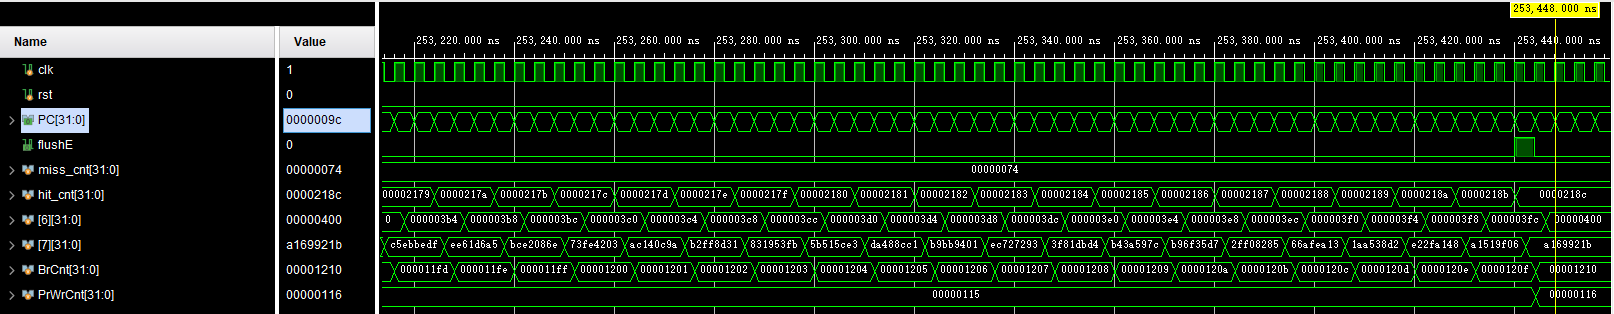 253,448.000 ns
Name Value 253,220.000 ns 253,240.000 ns 253,260.000 ns 253,280.000 ns 253,300.000 ns 253,320.000 ns 253,340.000 ns 253,360.000 ns 253,380.000 ns 253,400.000 ns 253,420.000 ns 253,440.000 ns
clk 1
rst 0
PC[31:0] 0000009c
flushE 0
miss_cnt[31:0] 00000074 00000074
hit_cnt[31:0] 0000218c 00002179 0000217a 0000217b 0000217c 0000217d 0000217e 0000217f 00002180 00002181 00002182 00002183 00002184 00002185 00002186 00002187 00002188 00002189 0000218a 0000218b 0000218c
[6][31:0] 00000400 0 000003b4 000003b8 000003bc 000003c0 000003c4 000003c8 000003cc 000003d0 000003d4 000003d8 000003dc 000003e0 000003e4 000003e8 000003ec 000003f0 000003f4 000003f8 000003fc 00000400
[7][31:0] a169921b c5ebbedf ee61d6a5 bce2086e 73fe4203 ac140c9a b2ff8d31 831953fb 5b515ce3 da488cc1 b9bb9401 ec727293 3f81dbd4 b43a597c b96f35d7 2ff08285 66afea13 1aa538d2 e22fa148 a1519f06 a169921b
BrCnt[31:0] 00001210 000011fd 000011fe 000011ff 00001200 00001201 00001202 00001203 00001204 00001205 00001206 00001207 00001208 00001209 0000120a 0000120b 0000120c 0000120d 0000120e 0000120f 00001210
PrWrCnt[31:0] 00000116 00000115 00000116